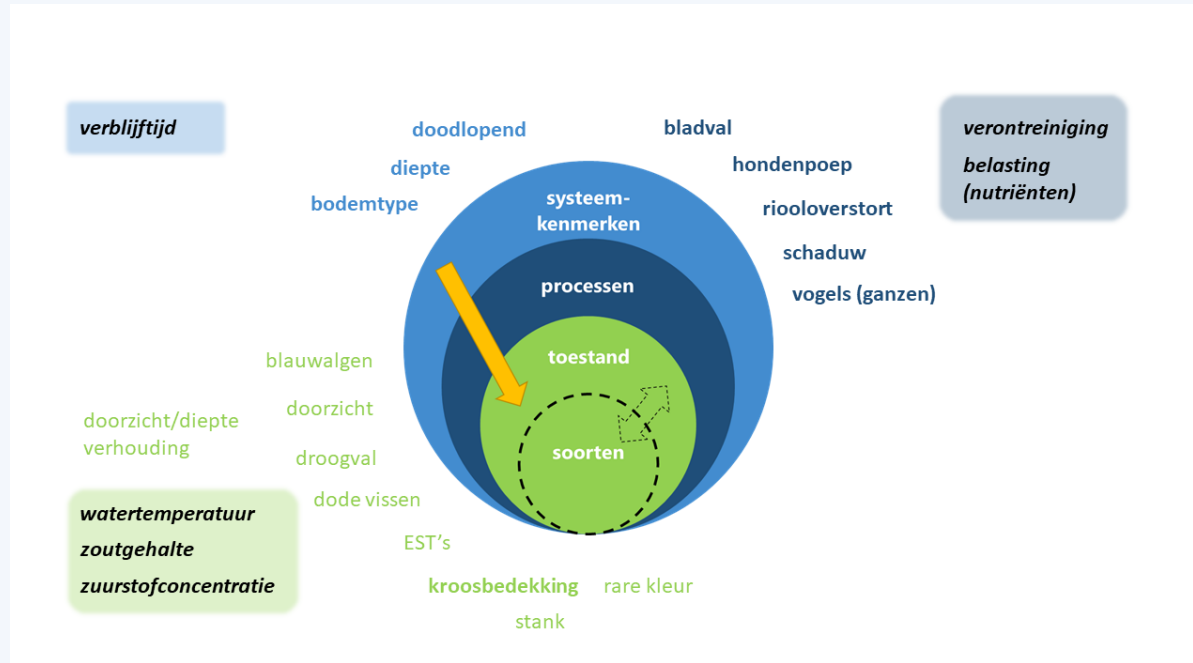 verblijftijd
doodlopend
diepte
bodemtype
bladval
hondenpoep
riooloverstort
schaduw
vogels (ganzen)
verontreiniging
belasting
(nutriënten)
systeem-
kenmerken
processen
toestand
soorten
blauwalgen
doorzicht
doorzicht/diepte
verhouding
droogval
dode vissen
EST's
kroosbedekking
rare kleur
stank
watertemperatuur
zoutgehalte
zuurstofconcentratie